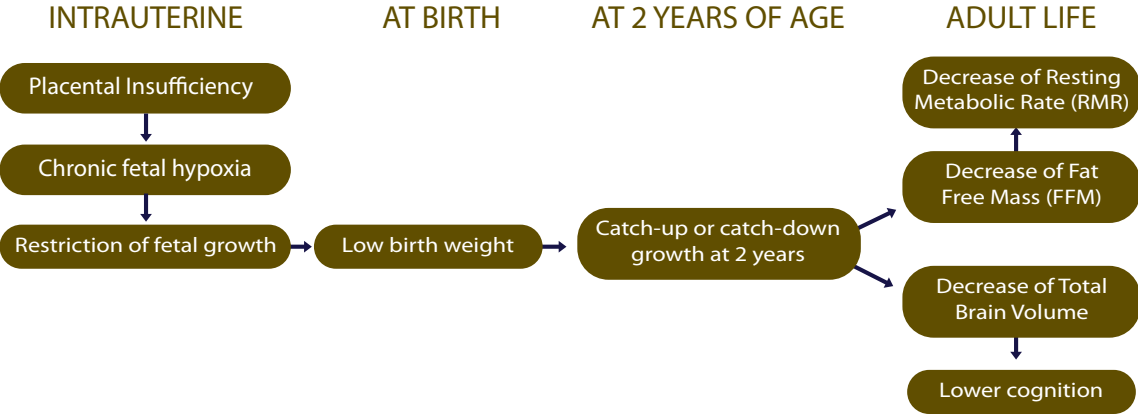 INTRAUTERINE
AT BIRTH
AT 2 YEARS OF AGE
ADULT LIFE
Placental Insufficiency
Chronic fetal hypoxia
Restriction of fetal growth
Low birth weight
Catch-up or catch-down
growth at 2 years
Decrease of Resting
Metabolic Rate (RMR)
Decrease of Fat
Free Mass (FFM)
Decrease of Total
Brain Volume
Lower cognition